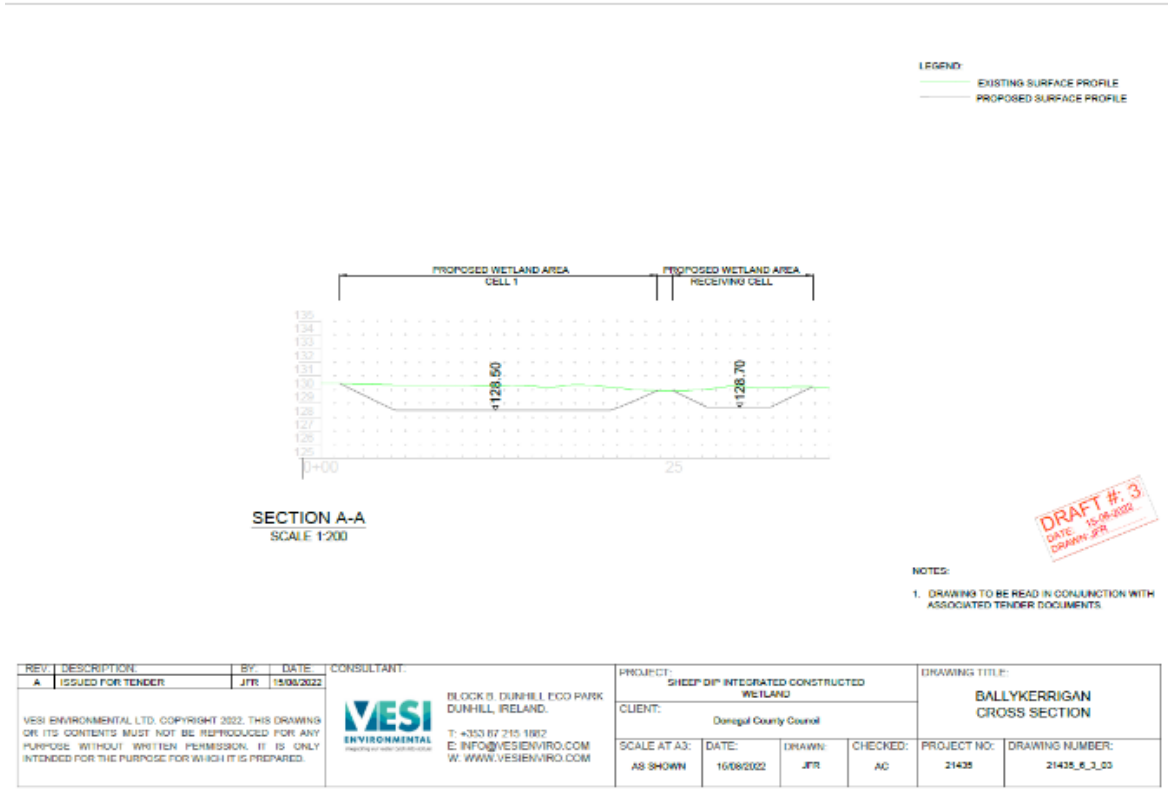 LEGEND:
EXISTING SURFACE PROFILE
PROPOSED SURFACE PROFILE
PROPOSED WETLAND AREA
CELL 1
PROPOSED WETLAND AREA
RECEIVING CELL
135
134
133
132
131
130
129
128
127
126
125
128.50
128.70
0+00
25
SECTION A-A
SCALE 1:200
DRAFT #: 3
DATE: 15-08-2022
DRAWN: JFR
NOTES:
1. DRAWING TO BE READ IN CONJUNCTION WITH
ASSOCIATED TENDER DOCUMENTS
REV. DESCRIPTION: BY: DATE:
A ISSUED FOR TENDER JFR 15/08/2022
VESI ENVIRONMENTAL LTD. COPYRIGHT 2022. THIS DRAWING
OR ITS CONTENTS MUST NOT BE REPRODUCED FOR ANY
PURPOSE WITHOUT WRITTEN PERMISSION. IT IS ONLY
INTENDED FOR THE PURPOSE FOR WHICH IT IS PREPARED.
CONSULTANT:
VESI
ENVIRONMENTAL
BLOCK B, DUNHILL ECO PARK
DUNHILL, IRELAND.
T: +353 87 215 1662
E: INFO@VESIENVIRO.COM
W: WWW.VESIENVIRO.COM
PROJECT:
SHEEP DIP INTEGRATED CONSTRUCTED
WETLAND
CLIENT:
Donegal County Council
SCALE AT A3:
AS SHOWN
DATE:
15/08/2022
DRAWN:
JFR
CHECKED:
AC
DRAWING TITLE:
BALLYKERRIGAN
CROSS SECTION
PROJECT NO:
21435
DRAWING NUMBER:
21435_6_3_03